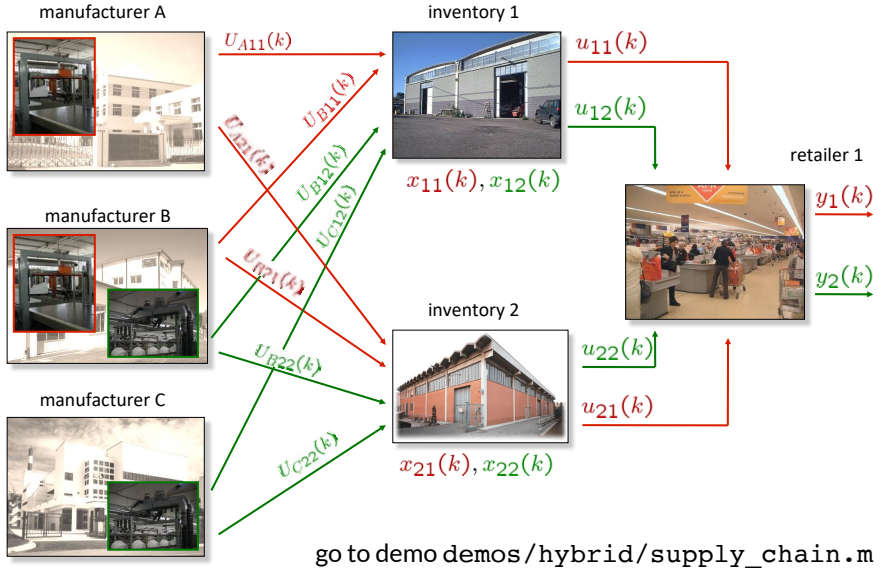 manufacturer A
inventory 1
U_{A11}(k)
u_{11}(k)
U_{B11}(k)
u_{12}(k)
U_{A21}(k)
retailer 1
U_{B12}(k)
x_{11}(k), x_{12}(k)
U_{C12}(k)
y_1(k)
manufacturer B
U_{B21}(k)
y_2(k)
inventory 2
U_{B22}(k)
u_{22}(k)
manufacturer C
u_{21}(k)
U_{C22}(k)
x_{21}(k), x_{22}(k)
go to demo demos/hybrid/supply_chain.m